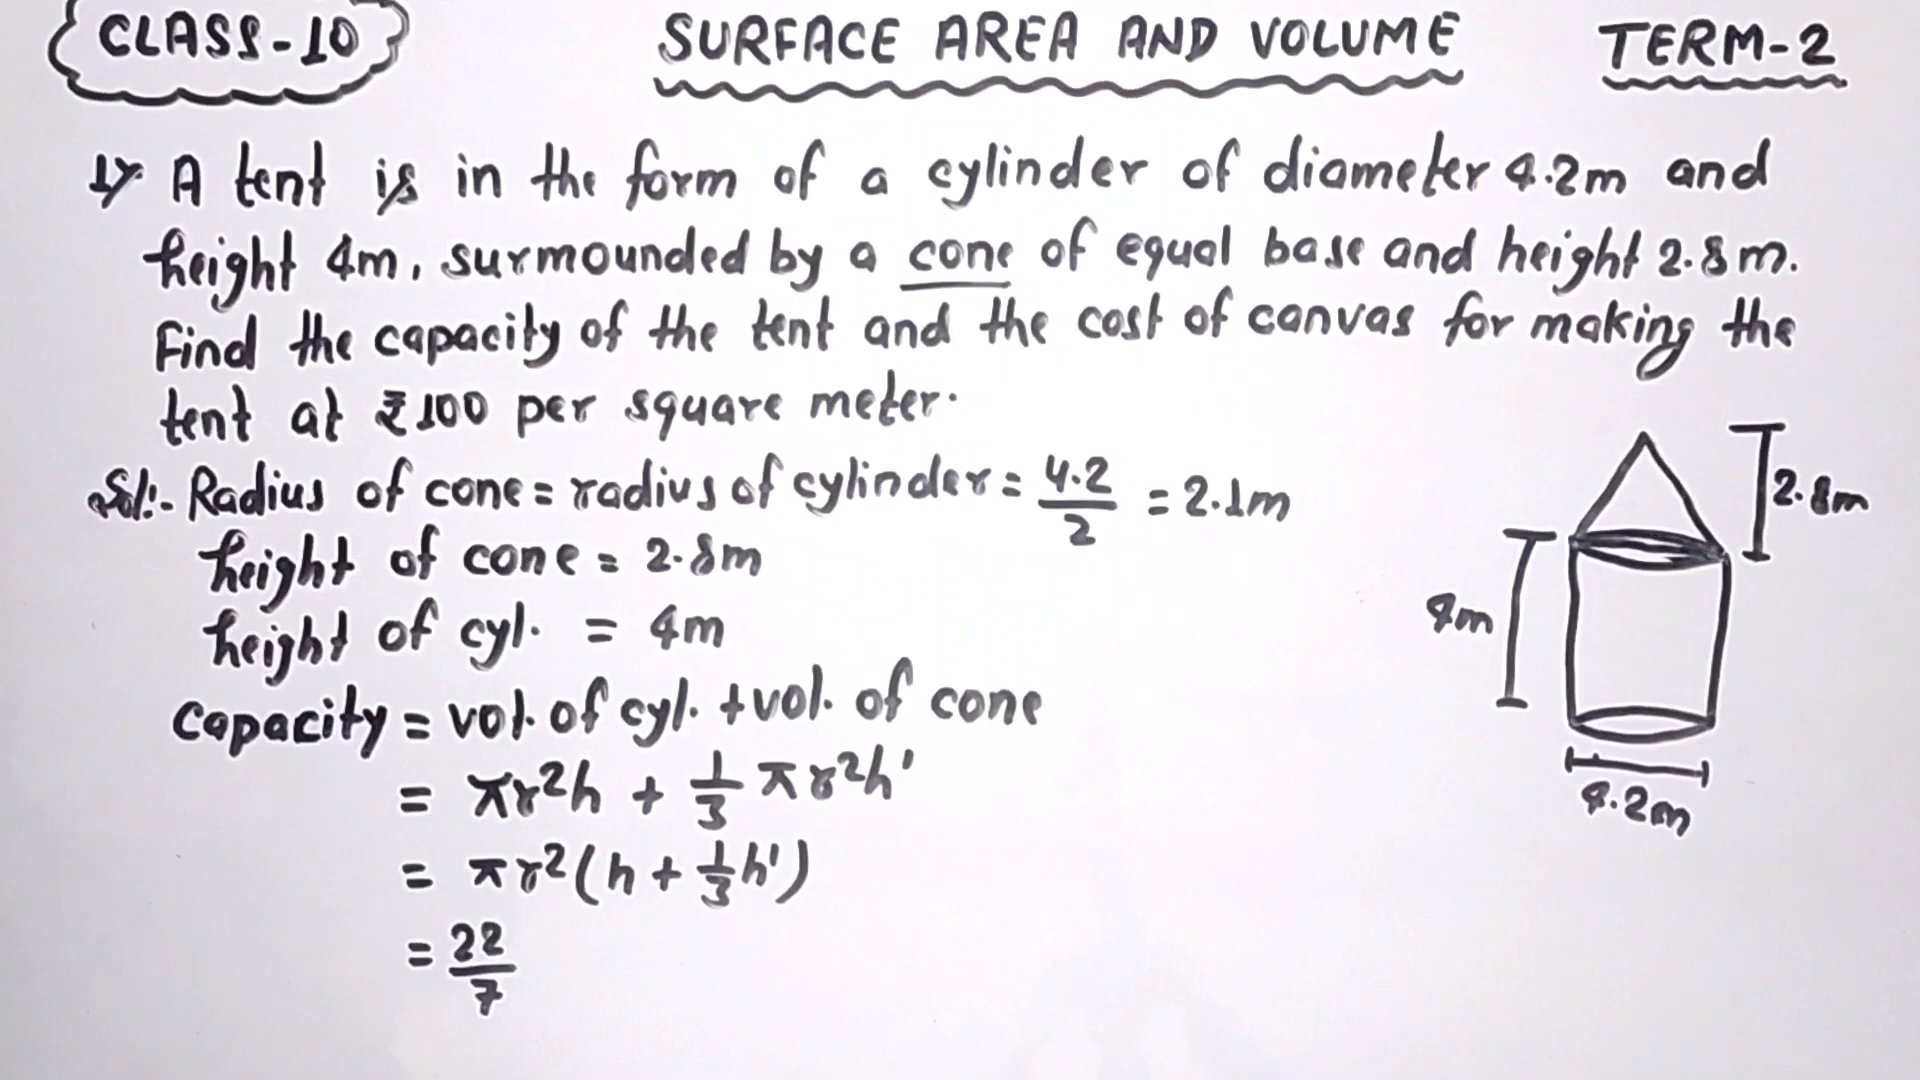 CLASS-10
SURFACE AREA AND VOLUME
TERM-2
1) A tent is in the form of a cylinder of diameter 4.2m and
height 4m, surmounded by a cone of equal base and height 2.8m.
Find the capacity of the tent and the cost of canvas for making the
tent at ₹100 per square meter.
Sol:- Radius of cone = radius of cylinder = 4.2/2 = 2.1m
height of cone = 2.8m
height of cyl. = 4m
capacity = vol. of cyl. + vol. of cone
= πr²h + 1/3 πr²h'
= πr²(h + 1/3 h')
= 22/7
2.8m
4m
4.2m